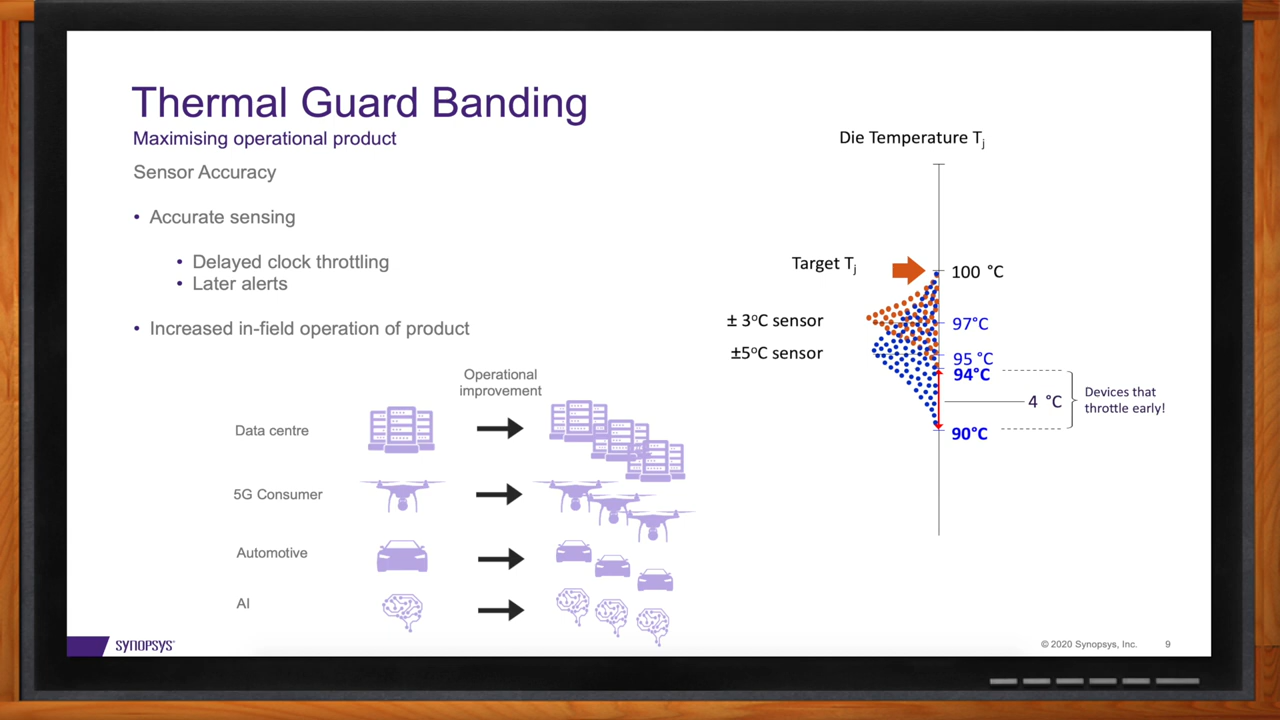 Thermal Guard Banding
Maximising operational product
Sensor Accuracy
• Accurate sensing
• Delayed clock throttling
• Later alerts
• Increased in-field operation of product
Operational
improvement
Data centre
5G Consumer
Automotive
AI
Die Temperature Tj
Target Tj
100 °C
± 3°C sensor
97°C
±5°C sensor
95 °C
94°C
4 °C
Devices that
throttle early!
90°C
SYNOPSYS®
© 2020 Synopsys, Inc.
9